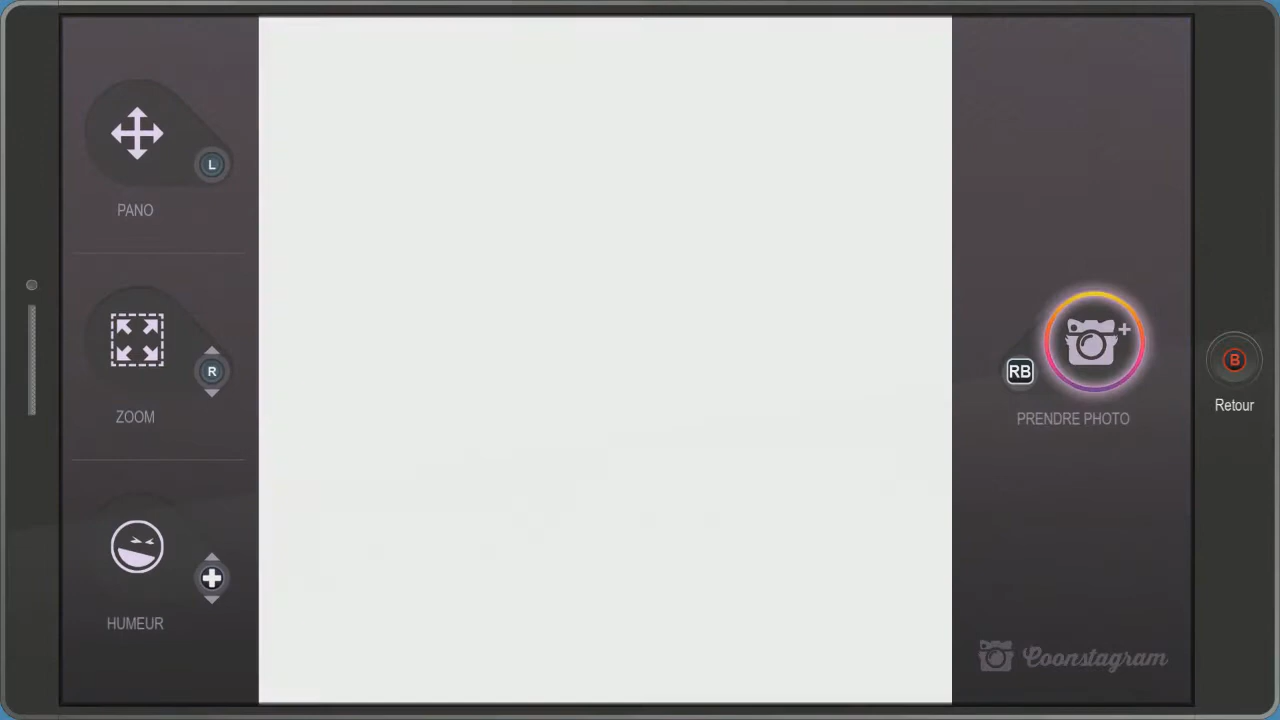 L
PANO
R
ZOOM
HUMEUR
RB
PRENDRE PHOTO
B
Retour
Coonstagram